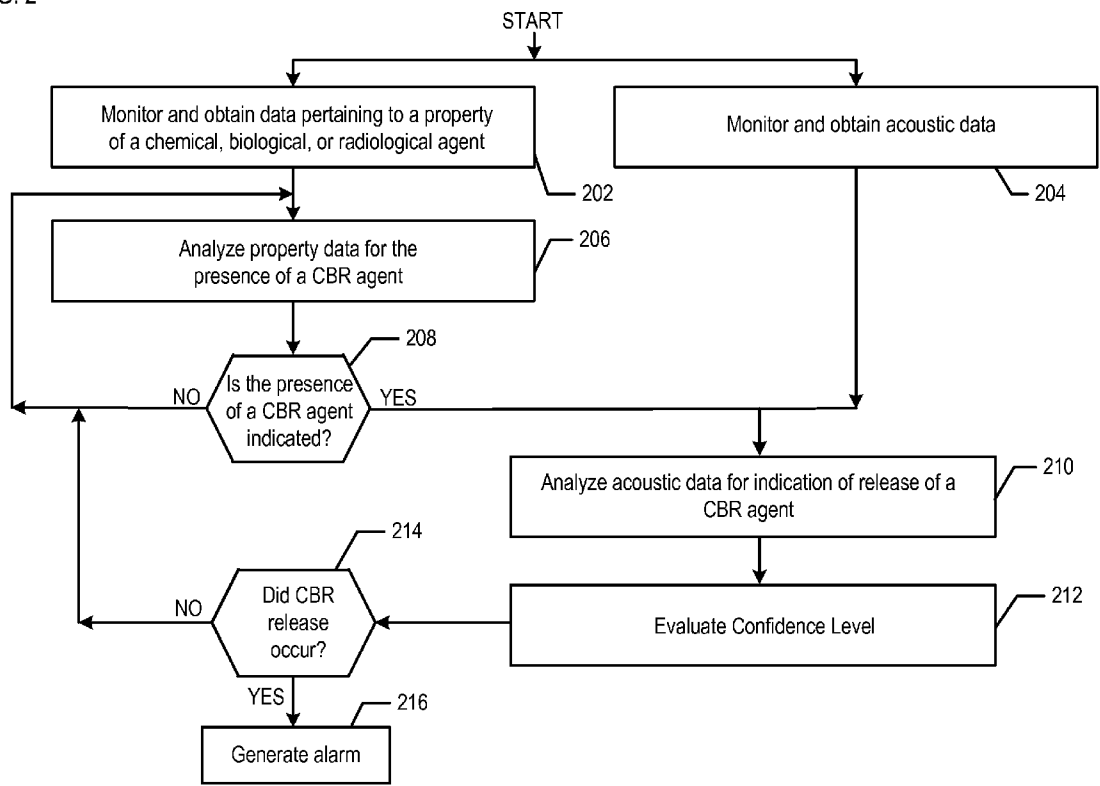 START
Monitor and obtain data pertaining to a property
of a chemical, biological, or radiological agent
Monitor and obtain acoustic data
202
204
Analyze property data for the
presence of a CBR agent
206
208
Is the presence
of a CBR agent
indicated?
NO
YES
Analyze acoustic data for indication of release of a
CBR agent
210
214
Did CBR
release
occur?
NO
Evaluate Confidence Level
212
YES
216
Generate alarm